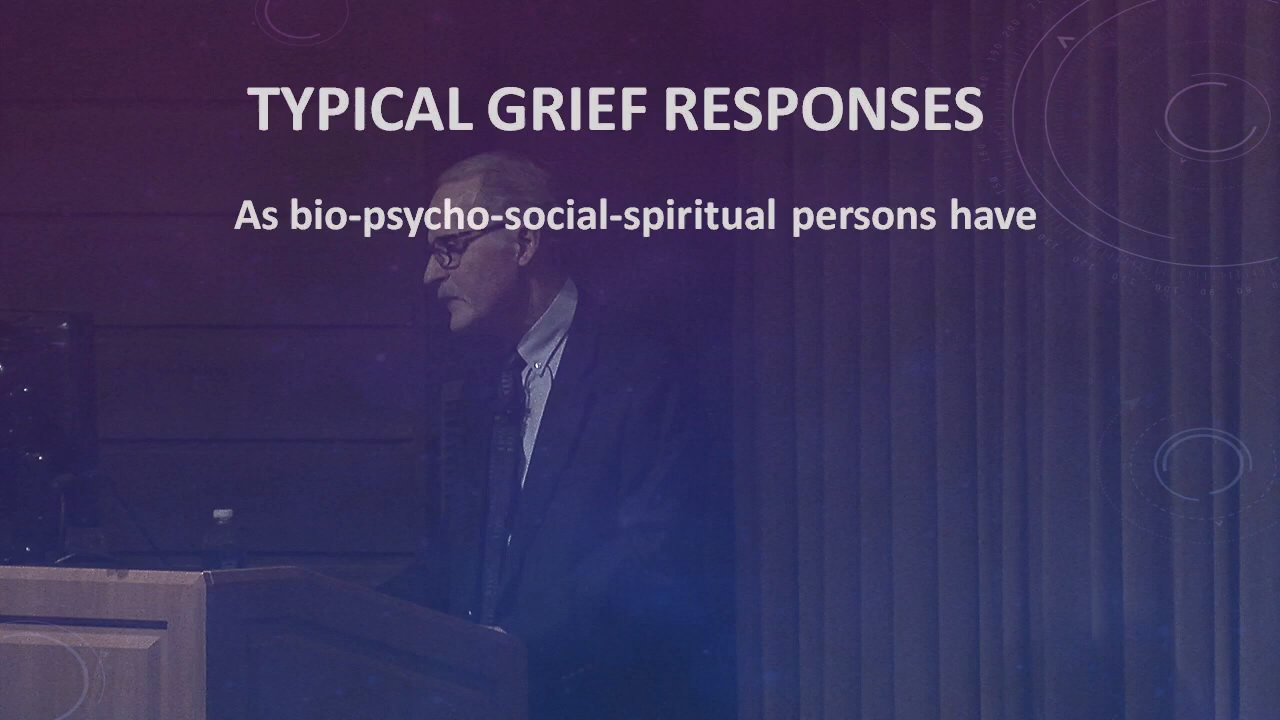 TYPICAL GRIEF RESPONSES
As bio-psycho-social-spiritual persons have